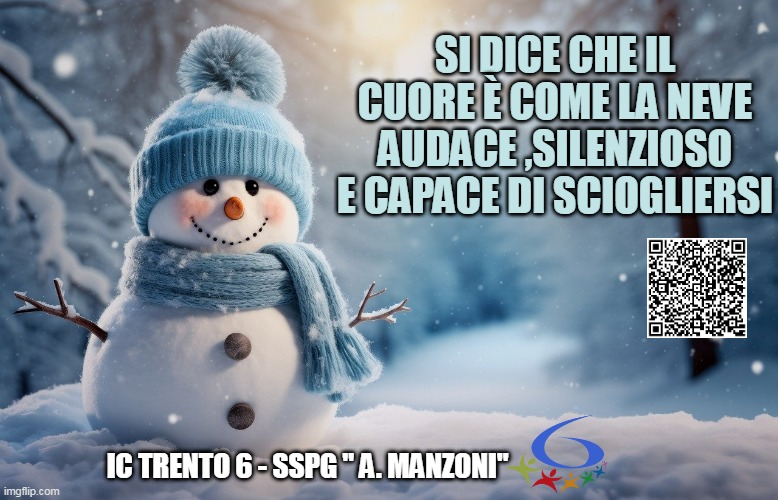 SI DICE CHE IL
CUORE È COME LA NEVE
AUDACE ,SILENZIOSO
E CAPACE DI SCIOGLIERSI
IC TRENTO 6 - SSPG " A. MANZONI"
6
imgflip.com